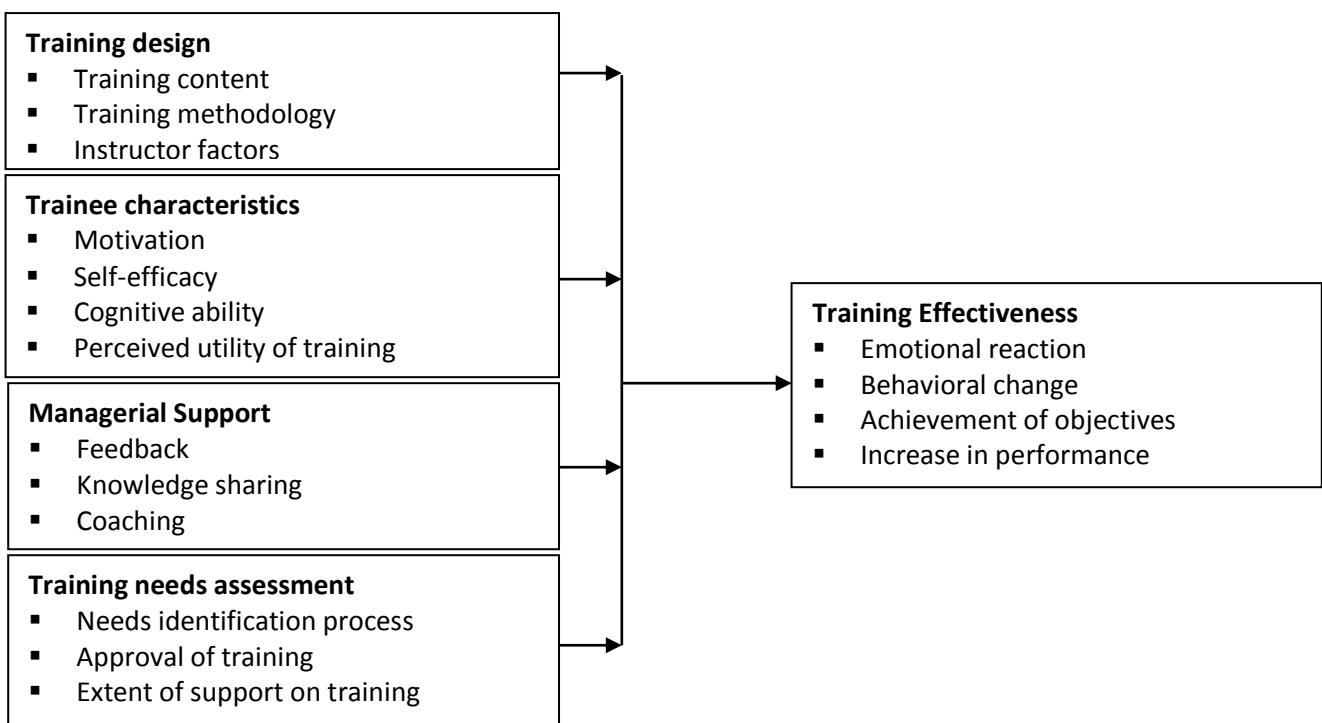 Training design
▪ Training content
▪ Training methodology
▪ Instructor factors
Trainee characteristics
▪ Motivation
▪ Self-efficacy
▪ Cognitive ability
▪ Perceived utility of training
Managerial Support
▪ Feedback
▪ Knowledge sharing
▪ Coaching
Training needs assessment
▪ Needs identification process
▪ Approval of training
▪ Extent of support on training
Training Effectiveness
▪ Emotional reaction
▪ Behavioral change
▪ Achievement of objectives
▪ Increase in performance